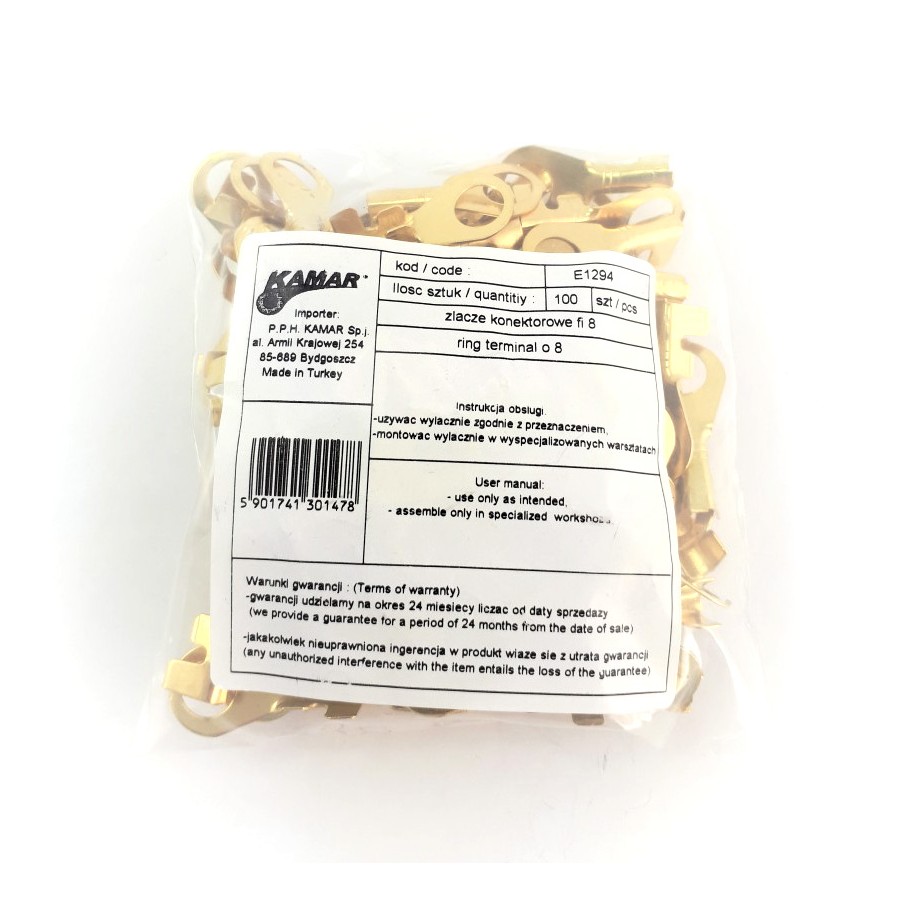 KAMAR
Importer:
P.P.H. KAMAR Sp.j.
al. Armii Krajowej 254
85-689 Bydgoszcz
Made in Turkey
5 901741 301478
kod / code : E1294
Ilosc sztuk / quantitiy : 100 szt / pcs
zlacze konektorowe fi 8
ring terminal o 8
Instrukcja obslugi:
-uzywac wylacznie zgodnie z przeznaczeniem,
-montowac wylacznie w wyspecjalizowanych warsztatach
User manual:
- use only as intended,
- assemble only in specialized
Warunki gwarancji : (Terms of warranty)
-gwarancji udzielamy na okres 24 miesiecy liczac od daty sprzedazy
(we provide a guarantee for a period of 24 months from the date of sale)
-jakakolwiek nieuprawniona ingerencja w produkt wiaze sie z utrata gwarancji
(any unauthorized interference with the item entails the loss of the guarantee)